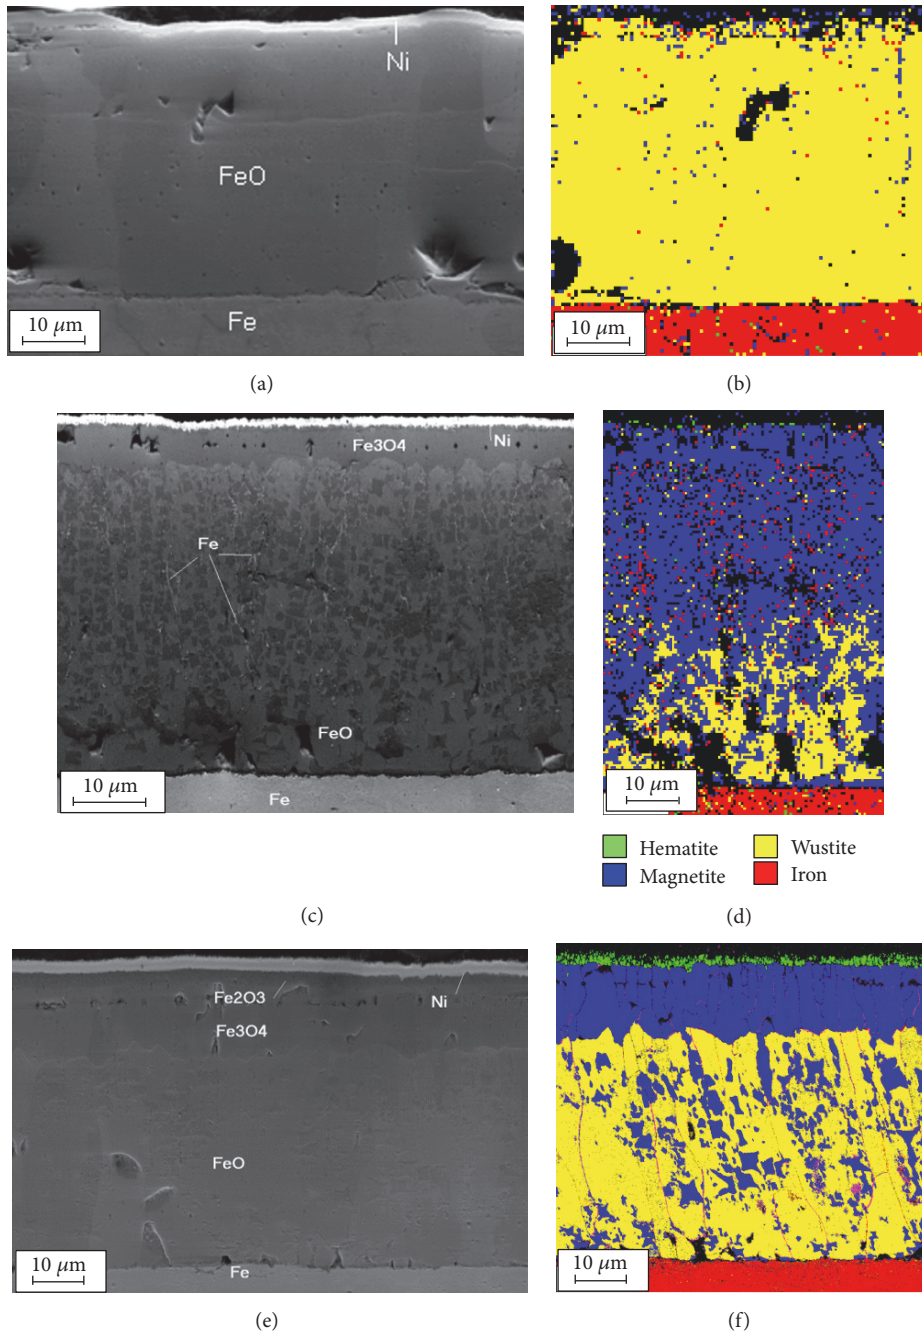 Ni
FeO
Fe
10 μm
10 μm
(a)
(b)
Fe3O4
Ni
Fe
FeO
Fe
10 μm
10 μm
Hematite
Wustite
Magnetite
Iron
(c)
(d)
Fe2O3
Ni
Fe3O4
FeO
Fe
10 μm
10 μm
(e)
(f)